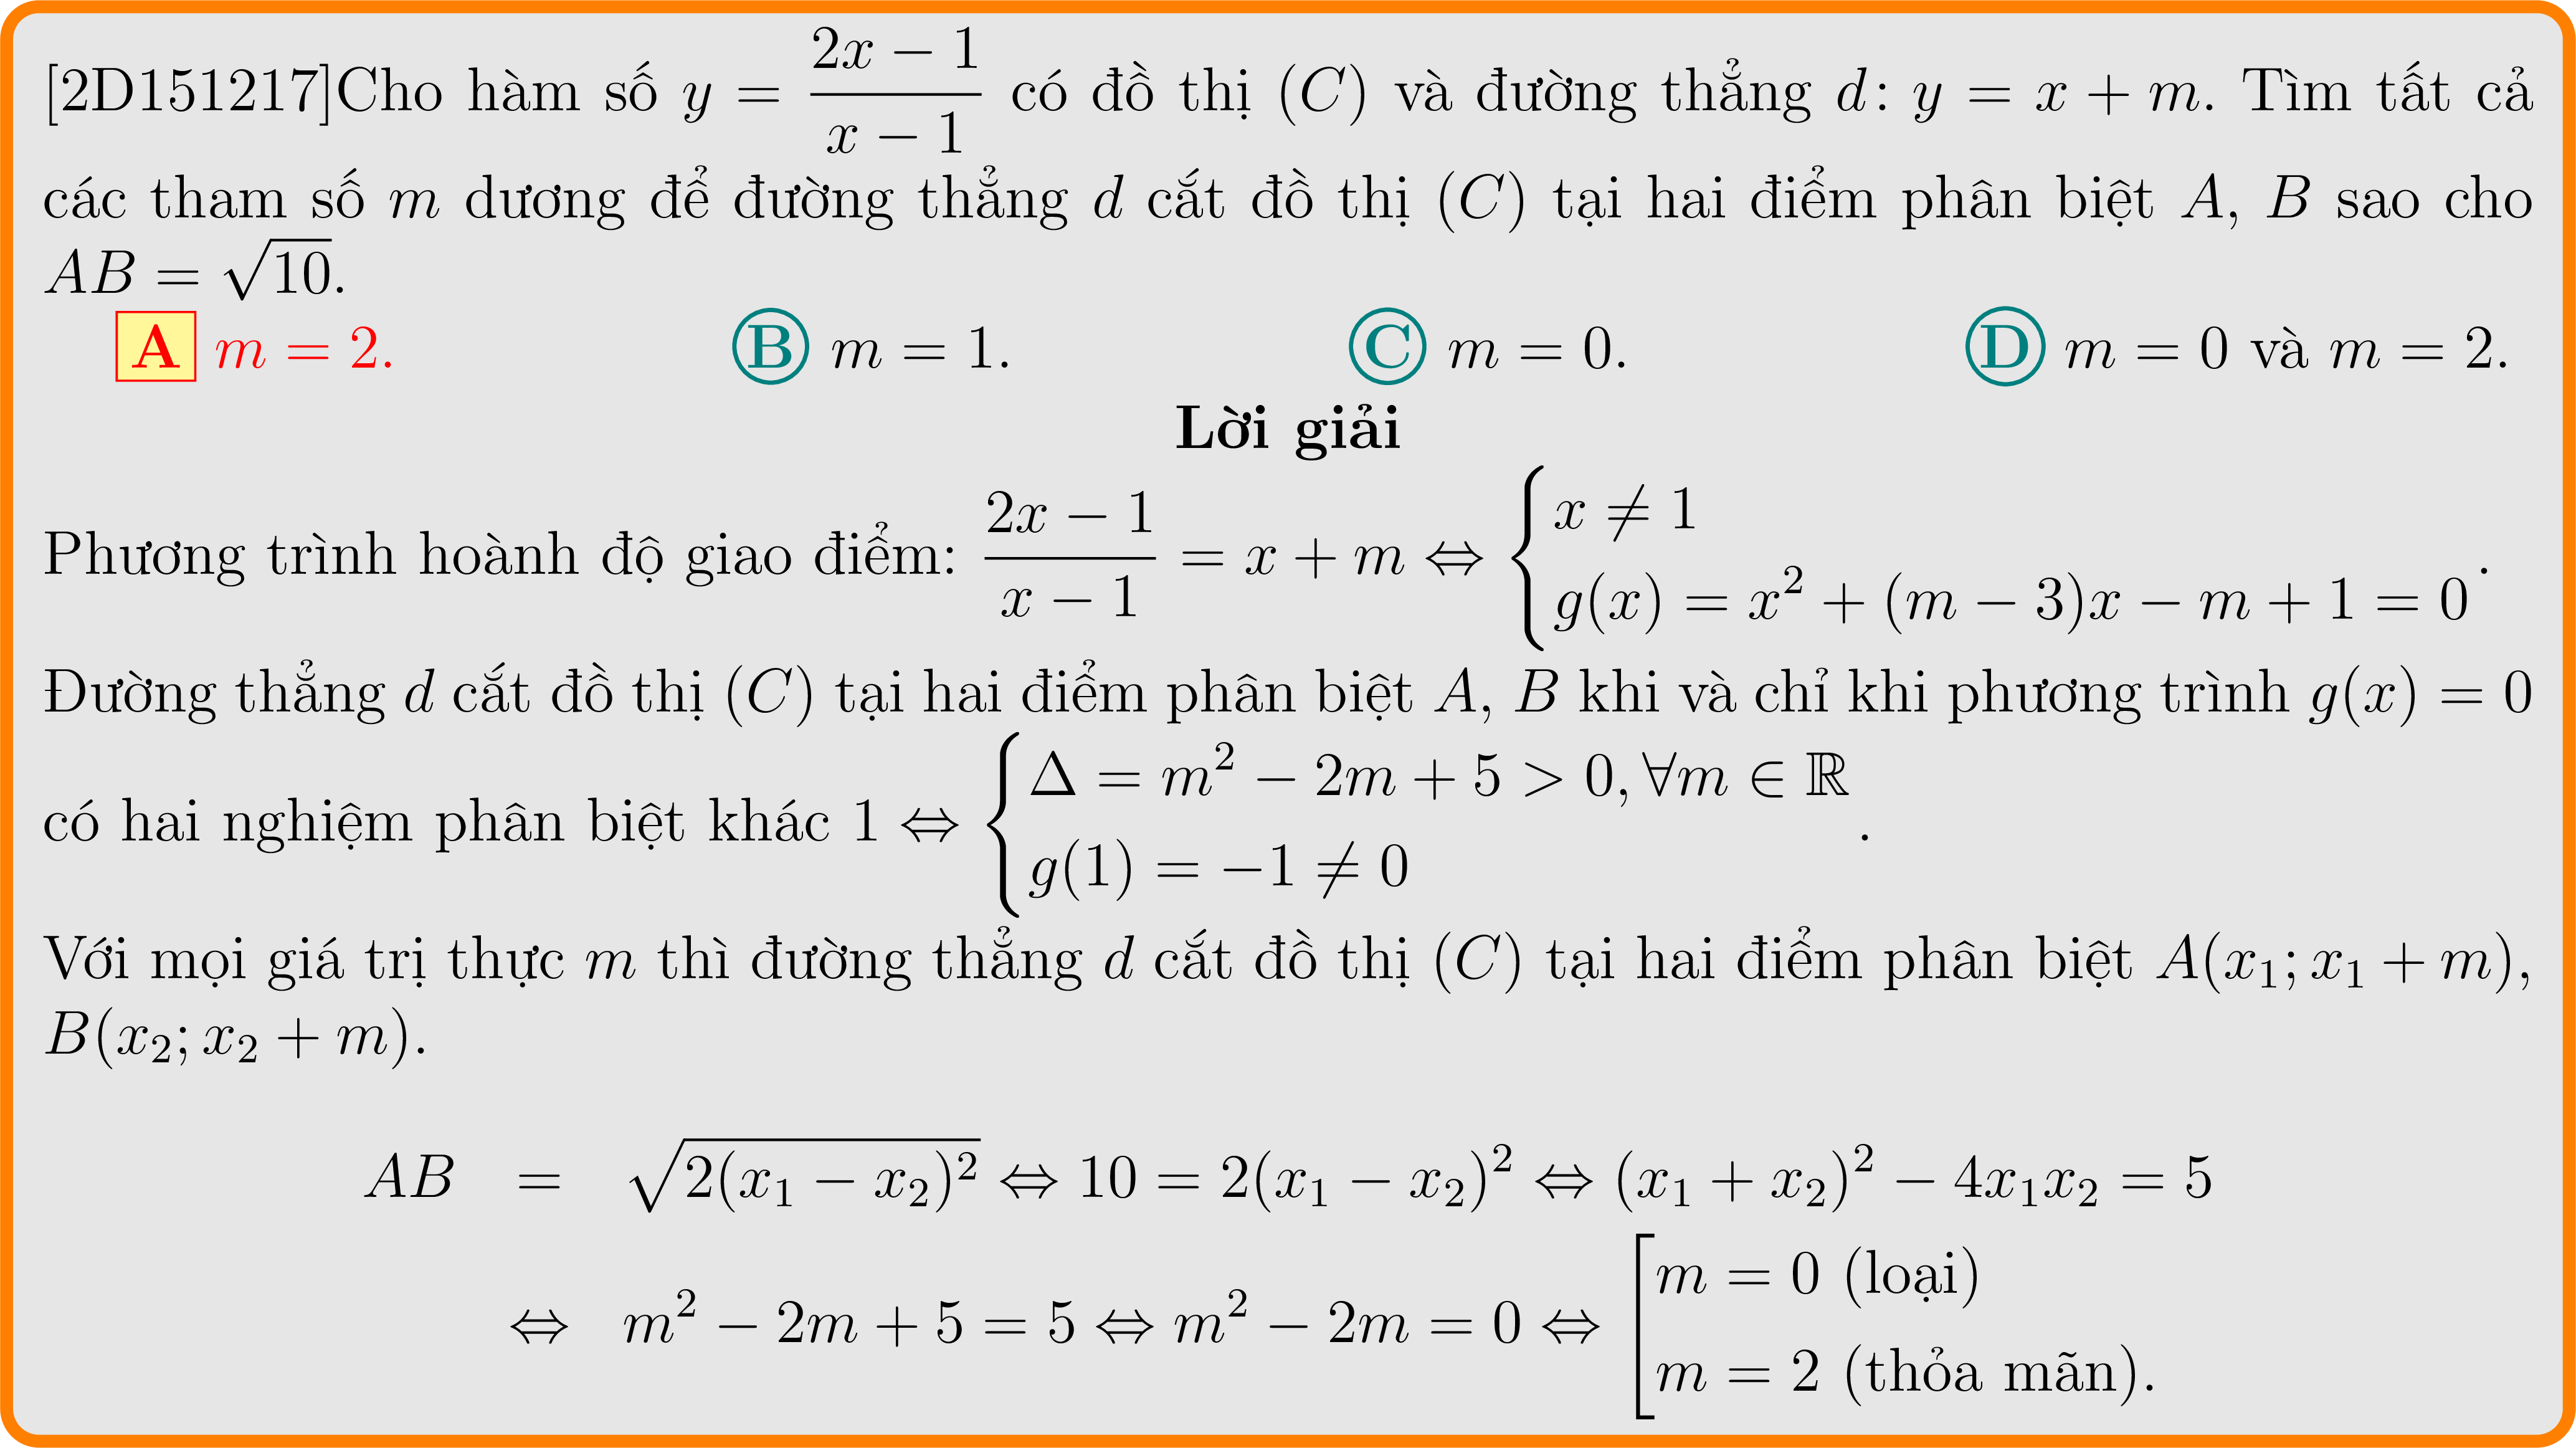 [2D151217]Cho hàm số $y = \dfrac{2x-1}{x-1}$ có đồ thị $(C)$ và đường thẳng $d\colon y = x + m$. Tìm tất cả
các tham số $m$ dương để đường thẳng $d$ cắt đồ thị $(C)$ tại hai điểm phân biệt $A$, $B$ sao cho
$AB = \sqrt{10}$.
A $m = 2$. B $m = 1$. C $m = 0$. D $m = 0$ và $m = 2$.
Lời giải
Phương trình hoành độ giao điểm: $\dfrac{2x-1}{x-1} = x + m \Leftrightarrow \begin{cases} x \neq 1 \\ g(x) = x^2 + (m-3)x - m + 1 = 0 \end{cases}$.
Đường thẳng $d$ cắt đồ thị $(C)$ tại hai điểm phân biệt $A$, $B$ khi và chỉ khi phương trình $g(x) = 0$
có hai nghiệm phân biệt khác $1 \Leftrightarrow \begin{cases} \Delta = m^2 - 2m + 5 > 0, \forall m \in \mathbb{R} \\ g(1) = -1 \neq 0 \end{cases}$.
Với mọi giá trị thực $m$ thì đường thẳng $d$ cắt đồ thị $(C)$ tại hai điểm phân biệt $A(x_1; x_1 + m)$,
$B(x_2; x_2 + m)$.
$AB = \sqrt{2(x_1 - x_2)^2} \Leftrightarrow 10 = 2(x_1 - x_2)^2 \Leftrightarrow (x_1 + x_2)^2 - 4x_1x_2 = 5$
$\Leftrightarrow m^2 - 2m + 5 = 5 \Leftrightarrow m^2 - 2m = 0 \Leftrightarrow \left[\begin{array}{l} m = 0 \text{ (loại)} \\ m = 2 \text{ (thỏa mãn).} \end{array}\right.$